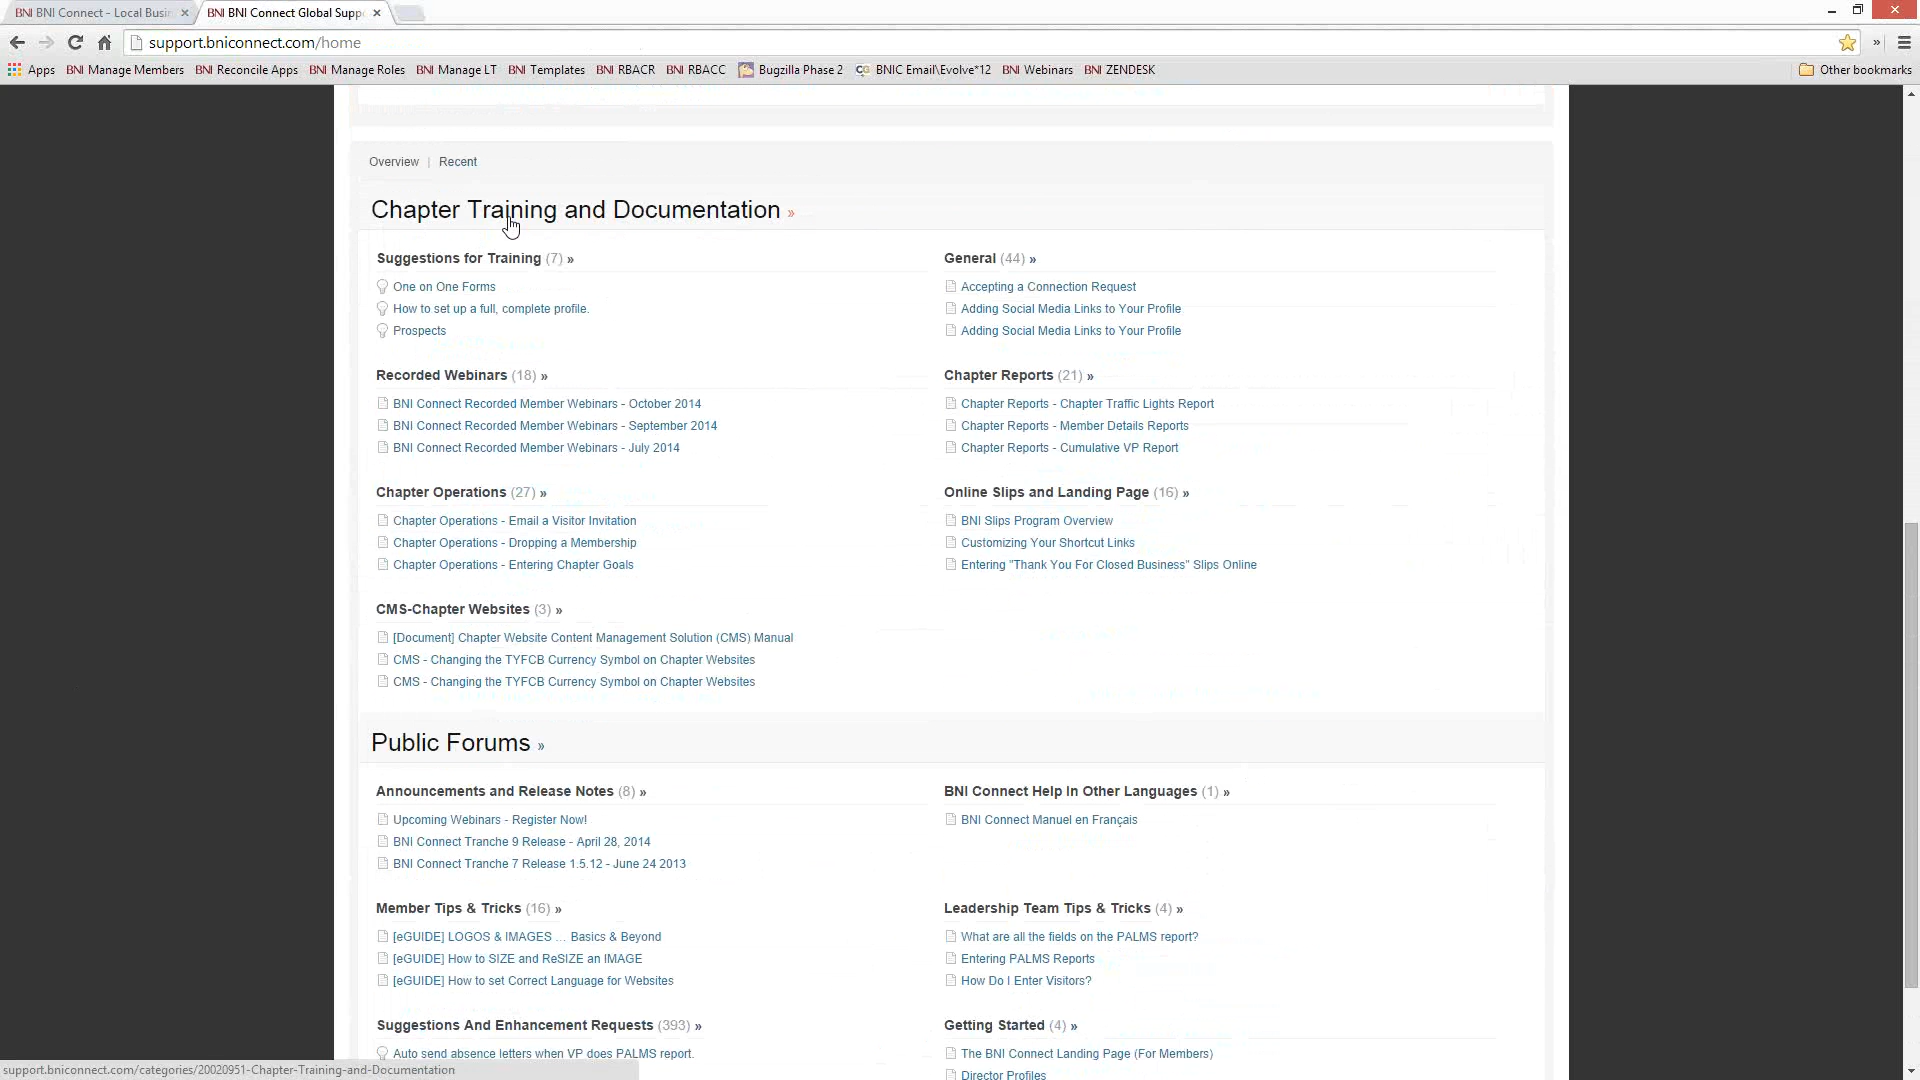 BNI BNI Connect - Local Busin
BNI BNI Connect Global Supp
support.bniconnect.com/home
Apps BNI Manage Members BNI Reconcile Apps BNI Manage Roles BNI Manage LT BNI Templates BNI RBACR BNI RBACC Bugzilla Phase 2 BNIC Email\Evolve*12 BNI Webinars BNI ZENDESK Other bookmarks
Overview | Recent
Chapter Training and Documentation »
Suggestions for Training (7) »
One on One Forms
How to set up a full, complete profile.
Prospects
General (44) »
Accepting a Connection Request
Adding Social Media Links to Your Profile
Adding Social Media Links to Your Profile
Recorded Webinars (18) »
BNI Connect Recorded Member Webinars - October 2014
BNI Connect Recorded Member Webinars - September 2014
BNI Connect Recorded Member Webinars - July 2014
Chapter Reports (21) »
Chapter Reports - Chapter Traffic Lights Report
Chapter Reports - Member Details Reports
Chapter Reports - Cumulative VP Report
Chapter Operations (27) »
Chapter Operations - Email a Visitor Invitation
Chapter Operations - Dropping a Membership
Chapter Operations - Entering Chapter Goals
Online Slips and Landing Page (16) »
BNI Slips Program Overview
Customizing Your Shortcut Links
Entering "Thank You For Closed Business" Slips Online
CMS-Chapter Websites (3) »
[Document] Chapter Website Content Management Solution (CMS) Manual
CMS - Changing the TYFCB Currency Symbol on Chapter Websites
CMS - Changing the TYFCB Currency Symbol on Chapter Websites
Public Forums »
Announcements and Release Notes (8) »
Upcoming Webinars - Register Now!
BNI Connect Tranche 9 Release - April 28, 2014
BNI Connect Tranche 7 Release 1.5.12 - June 24 2013
BNI Connect Help In Other Languages (1) »
BNI Connect Manuel en Français
Member Tips & Tricks (16) »
[eGUIDE] LOGOS & IMAGES ... Basics & Beyond
[eGUIDE] How to SIZE and ReSIZE an IMAGE
[eGUIDE] How to set Correct Language for Websites
Leadership Team Tips & Tricks (4) »
What are all the fields on the PALMS report?
Entering PALMS Reports
How Do I Enter Visitors?
Suggestions And Enhancement Requests (393) »
Auto send absence letters when VP does PALMS report.
Getting Started (4) »
The BNI Connect Landing Page (For Members)
Director Profiles
support.bniconnect.com/categories/20020951-Chapter-Training-and-Documentation